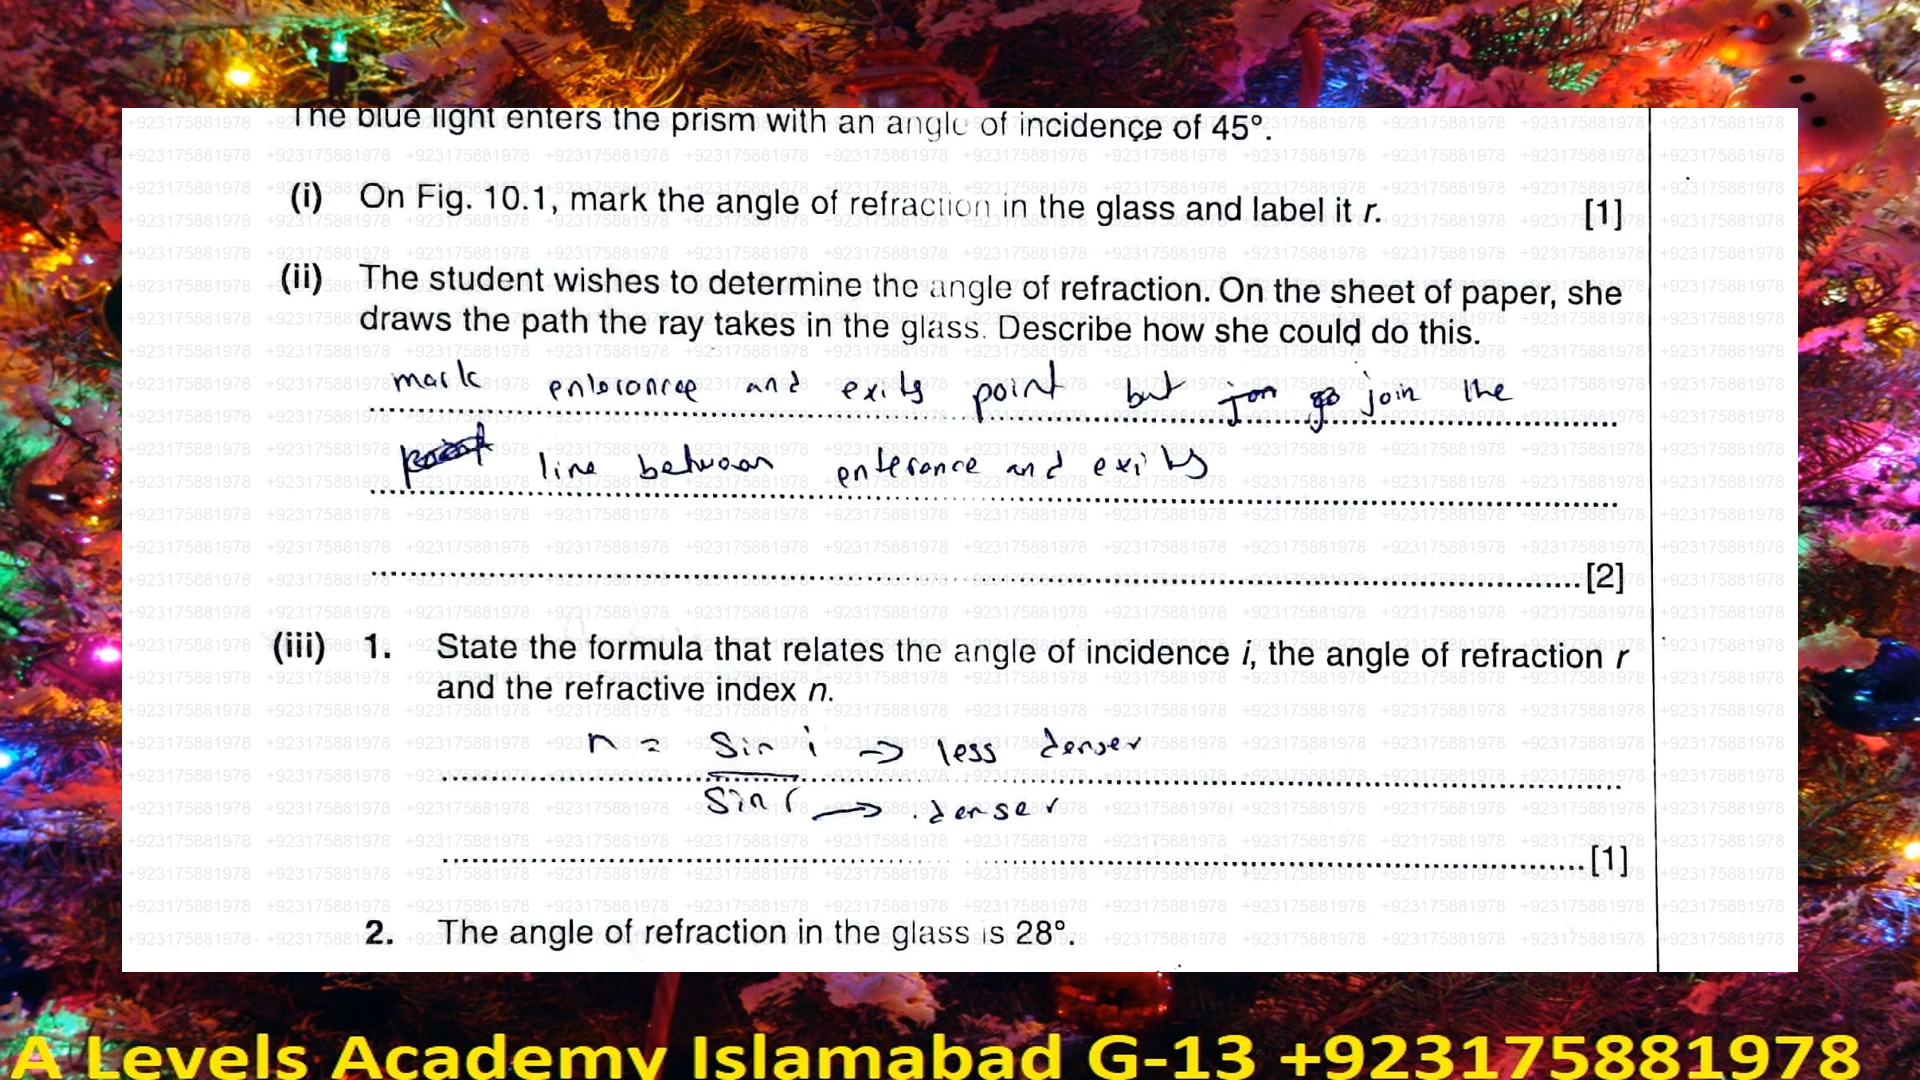 The blue light enters the prism with an angle of incidence of 45°.
(i) On Fig. 10.1, mark the angle of refraction in the glass and label it r. [1]
(ii) The student wishes to determine the angle of refraction. On the sheet of paper, she
draws the path the ray takes in the glass. Describe how she could do this.
mark and exits point but join the
line between enterance and exits
[2]
(iii) 1. State the formula that relates the angle of incidence i, the angle of refraction r
and the refractive index n.
n = Sin i → less denser
Sin r → denser
[1]
2. The angle of refraction in the glass is 28°.
A Levels Academy Islamabad G-13 +923175881978